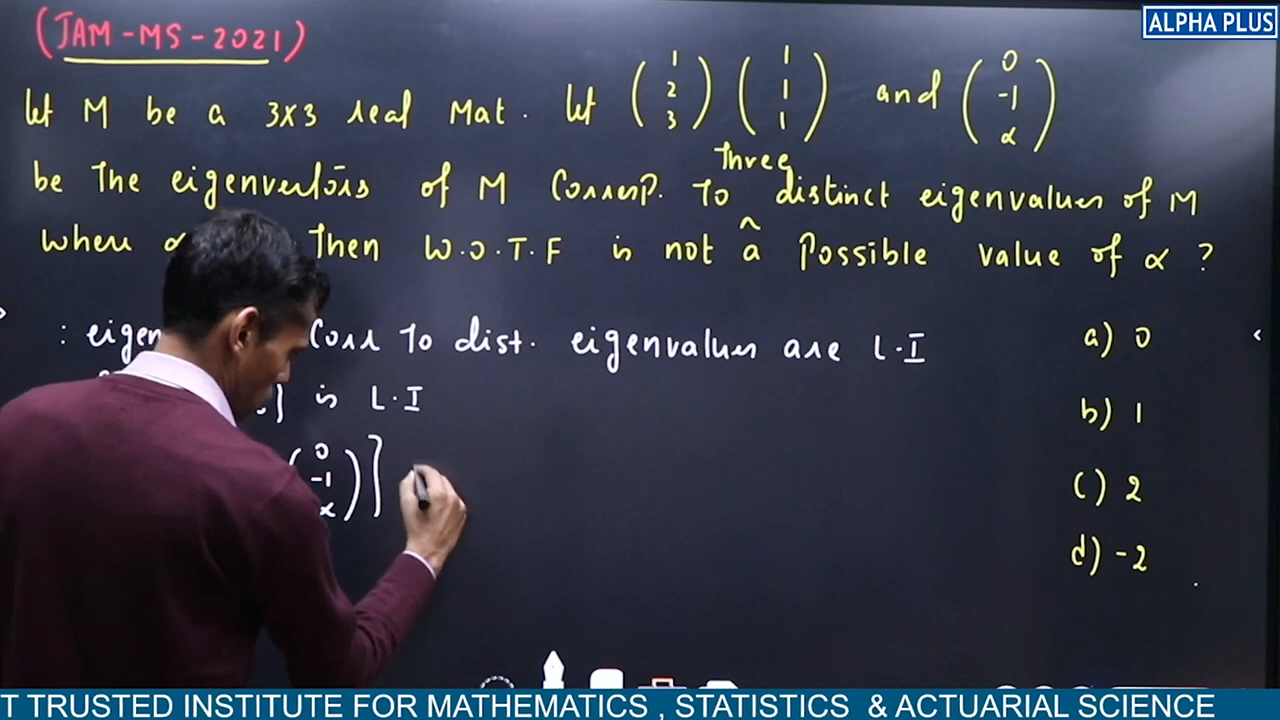 ALPHA PLUS
(JAM-MS-2021)
let M be a 3x3 real Mat. let (1 2 3) (1 1 1) and (0 -1 α)
be the eigenvectors of M Corresp. To three distinct eigenvalues of M
where α Then W.O.T.F is not a Possible value of α ?
: Corr To dist. eigenvalues are L.I
a) 0
is L.I
b) 1
(0 -1 α)}
(c) 2
d) -2
T TRUSTED INSTITUTE FOR MATHEMATICS , STATISTICS & ACTUARIAL SCIENCE